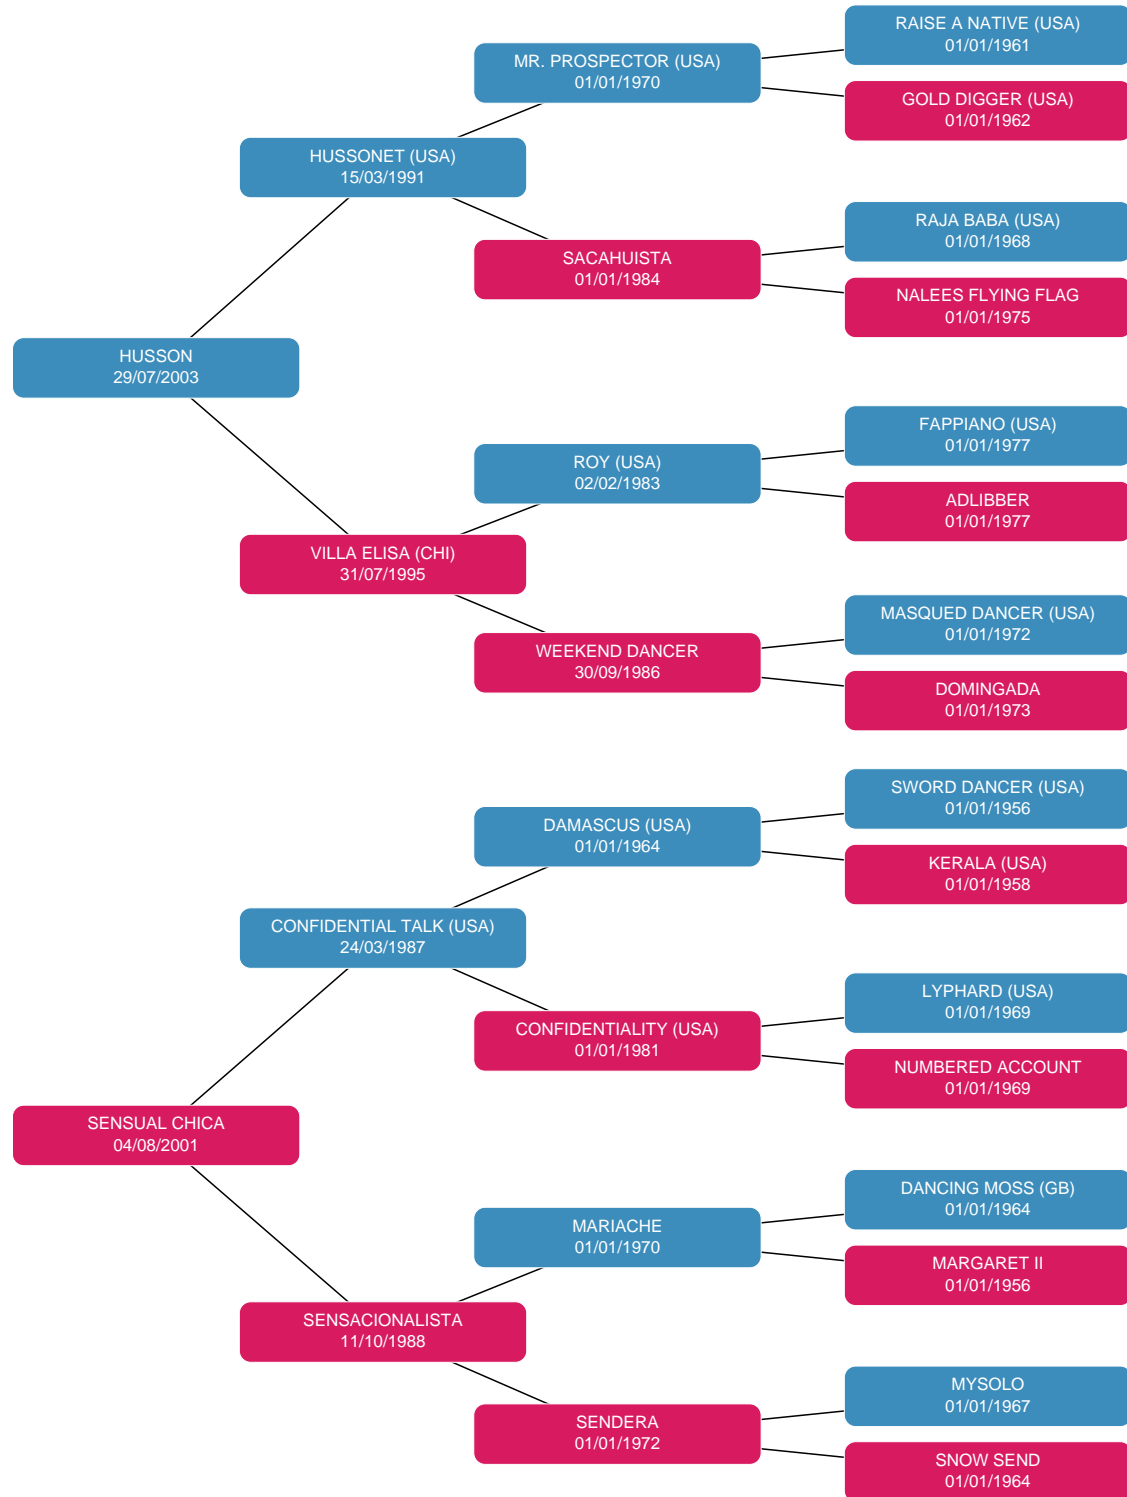 RAISE A NATIVE (USA)
01/01/1961
MR. PROSPECTOR (USA)
01/01/1970
GOLD DIGGER (USA)
01/01/1962
HUSSONET (USA)
15/03/1991
RAJA BABA (USA)
01/01/1968
SACAHUISTA
01/01/1984
NALEES FLYING FLAG
01/01/1975
HUSSON
29/07/2003
FAPPIANO (USA)
01/01/1977
ROY (USA)
02/02/1983
ADLIBBER
01/01/1977
VILLA ELISA (CHI)
31/07/1995
MASQUED DANCER (USA)
01/01/1972
WEEKEND DANCER
30/09/1986
DOMINGADA
01/01/1973
SWORD DANCER (USA)
01/01/1956
DAMASCUS (USA)
01/01/1964
KERALA (USA)
01/01/1958
CONFIDENTIAL TALK (USA)
24/03/1987
LYPHARD (USA)
01/01/1969
CONFIDENTIALITY (USA)
01/01/1981
NUMBERED ACCOUNT
01/01/1969
SENSUAL CHICA
04/08/2001
DANCING MOSS (GB)
01/01/1964
MARIACHE
01/01/1970
MARGARET II
01/01/1956
SENSACIONALISTA
11/10/1988
MYSOLO
01/01/1967
SENDERA
01/01/1972
SNOW SEND
01/01/1964